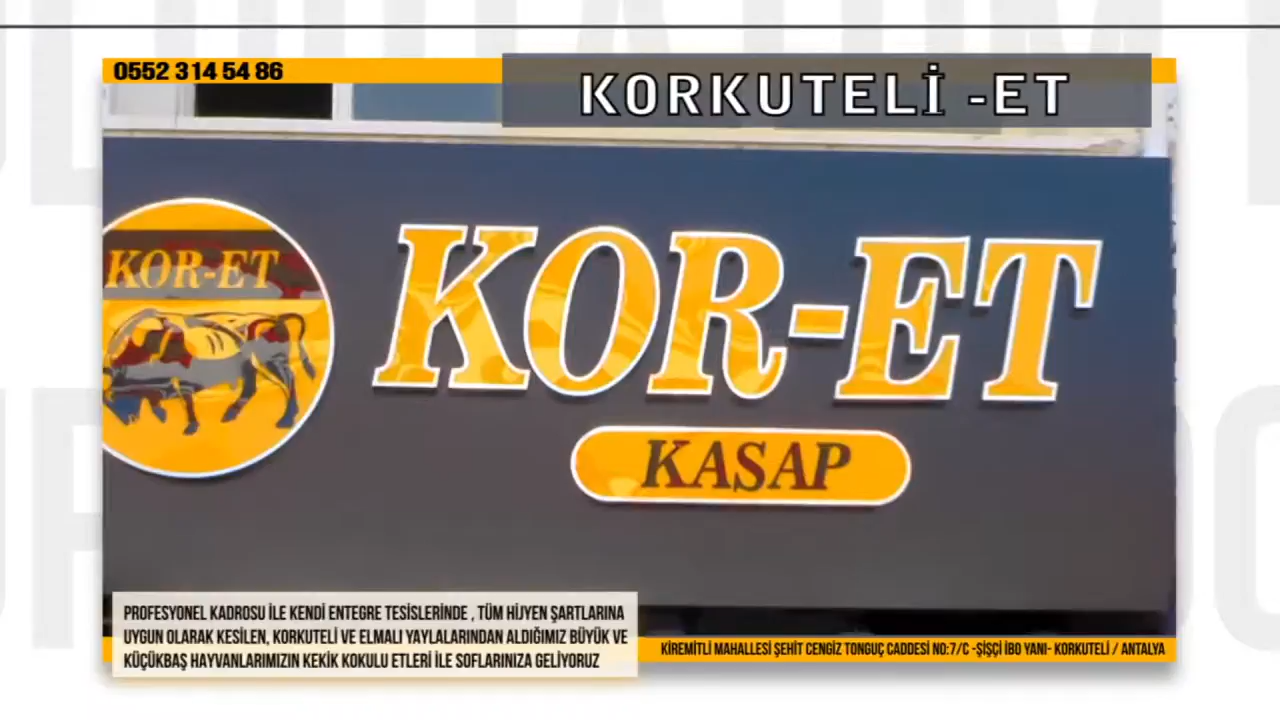 0552 314 54 86
KORKUTELİ -ET
KOR-ET
KOR-ET
KASAP
PROFESYONEL KADROSU İLE KENDİ ENTEGRE TESİSLERİNDE , TÜM HİJYEN ŞARTLARINA
UYGUN OLARAK KESİLEN, KORKUTELİ VE ELMALI YAYLALARINDAN ALDIĞIMIZ BÜYÜK VE
KÜÇÜKBAŞ HAYVANLARIMIZIN KEKİK KOKULU ETLERİ İLE SOFLARINIZA GELİYORUZ
KİREMİTLİ MAHALLESİ ŞEHİT CENGİZ TONGUÇ CADDESİ NO:7/C -ŞİŞÇİ İBO YANI- KORKUTELİ / ANTALYA